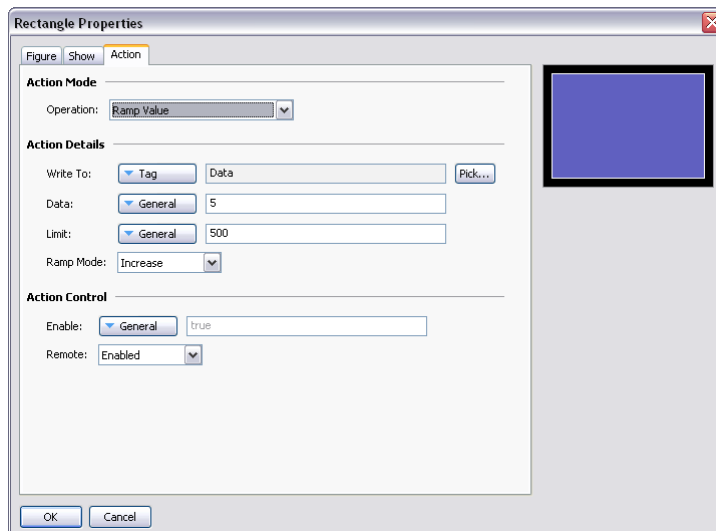 Rectangle Properties
Figure Show Action
Action Mode
Operation: Ramp Value
Action Details
Write To: Tag Data Pick...
Data: General 5
Limit: General 500
Ramp Mode: Increase
Action Control
Enable: General true
Remote: Enabled
OK Cancel